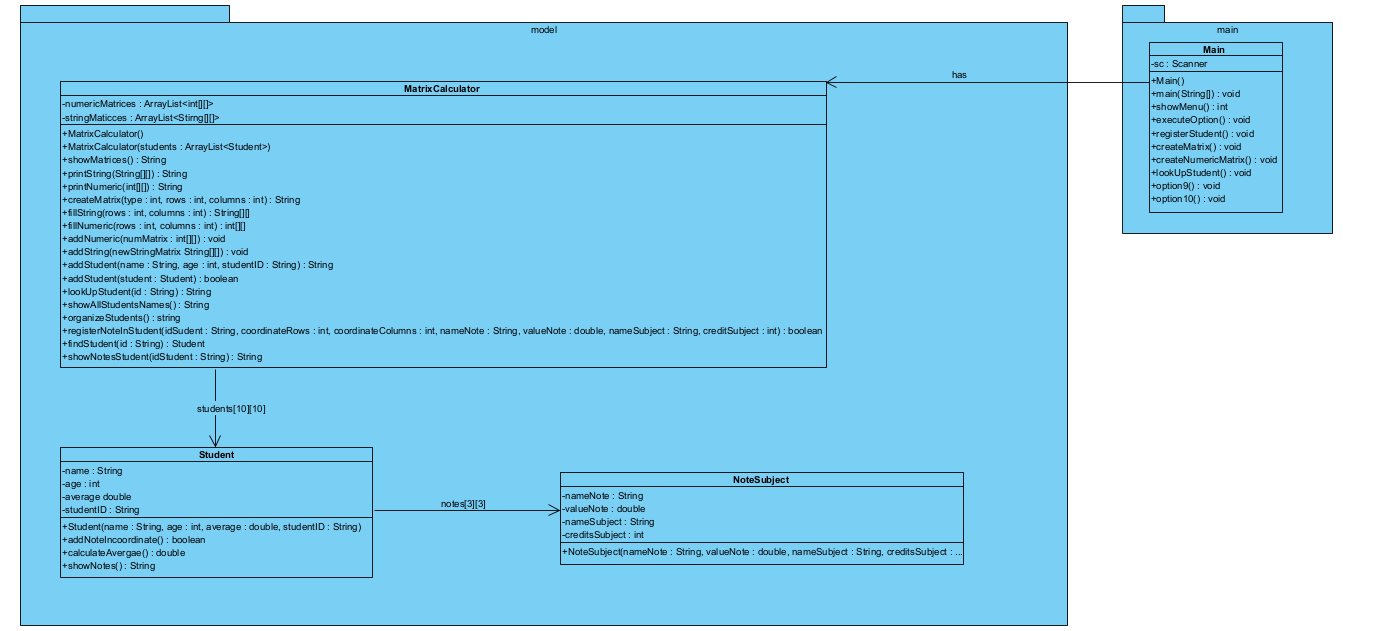 model
MatrixCalculator
-numericMatrices : ArrayList<int[][]>
-stringMaticces : ArrayList<Stirng[][]>
+MatrixCalculator()
+MatrixCalculator(students : ArrayList<Student>)
+showMatrices() : String
+printString(String[][]) : String
+printNumeric(int[][]) : String
+createMatrix(type : int, rows : int, columns : int) : String
+fillString(rows : int, columns : int) : String[][]
+fillNumeric(rows : int, columns : int) : int[][]
+addNumeric(numMatrix : int[][]) : void
+addString(newStringMatrix String[][]) : void
+addStudent(name : String, age : int, studentID : String) : String
+addStudent(student : Student) : boolean
+lookUpStudent(id : String) : String
+showAllStudentsNames() : String
+organizeStudents() : string
+registerNoteInStudent(idSudent : String, coordinateRows : int, coordinateColumns : int, nameNote : String, valueNote : double, nameSubject : String, creditSubject : int) : boolean
+findStudent(id : String) : Student
+showNotesStudent(idStudent : String) : String
has
main
Main
-sc : Scanner
+Main()
+main(String[]) : void
+showMenu() : int
+executeOption() : void
+registerStudent() : void
+createMatrix() : void
+createNumericMatrix() : void
+lookUpStudent() : void
+option9() : void
+option10() : void
students[10][10]
Student
-name : String
-age : int
-average double
-studentID : String
+Student(name : String, age : int, average : double, studentID : String)
+addNoteIncoordinate() : boolean
+calculateAvergae() : double
+showNotes() : String
notes[3][3]
NoteSubject
-nameNote : String
-valueNote : double
-nameSubject : String
-creditsSubject : int
+NoteSubject(nameNote : String, valueNote : double, nameSubject : String, creditsSubject : ...